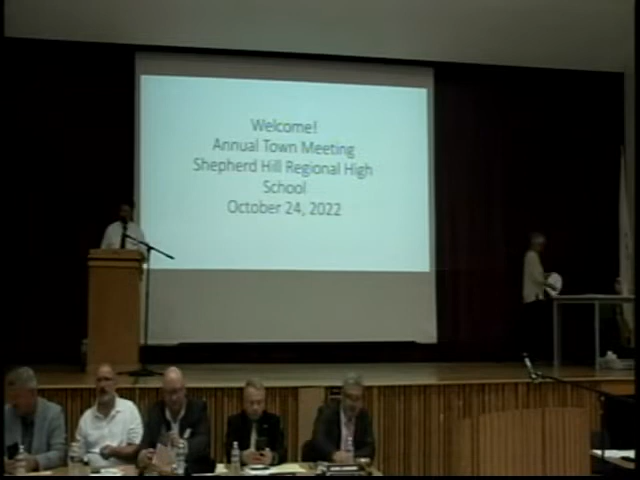 Welcome!
Annual Town Meeting
Shepherd Hill Regional High
School
October 24, 2022